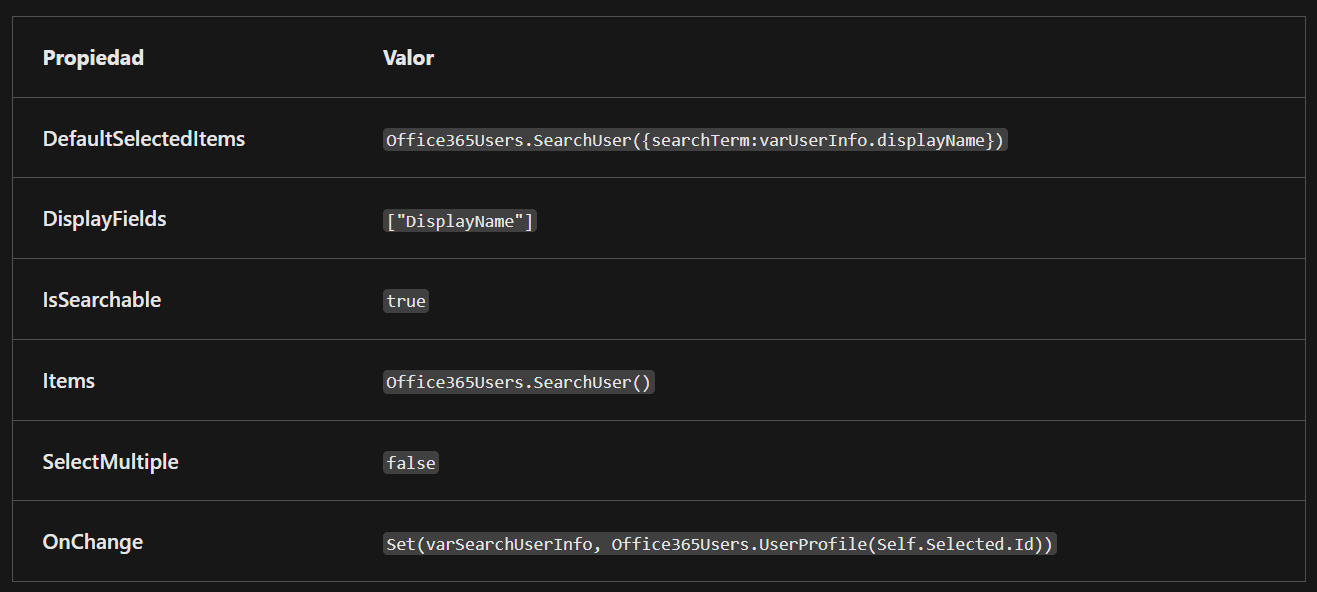 Propiedad Valor
DefaultSelectedItems Office365Users.SearchUser({searchTerm:varUserInfo.displayName})
DisplayFields ["DisplayName"]
IsSearchable true
Items Office365Users.SearchUser()
SelectMultiple false
OnChange Set(varSearchUserInfo, Office365Users.UserProfile(Self.Selected.Id))